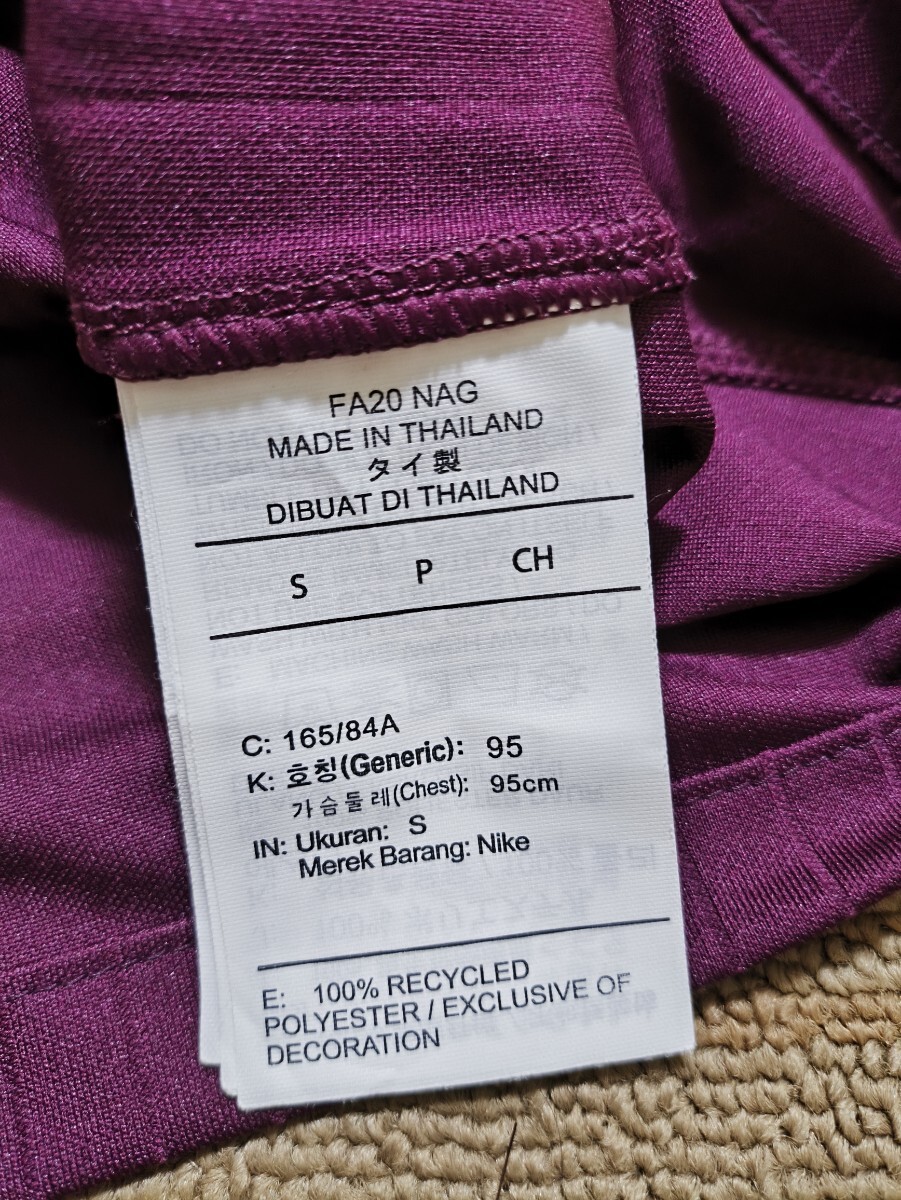 FA20 NAG
MADE IN THAILAND
タイ製
DIBUAT DI THAILAND
S P CH
C: 165/84A
K: 호칭(Generic): 95
가슴둘레(Chest): 95cm
IN: Ukuran: S
Merek Barang: Nike
E: 100% RECYCLED
POLYESTER / EXCLUSIVE OF
DECORATION